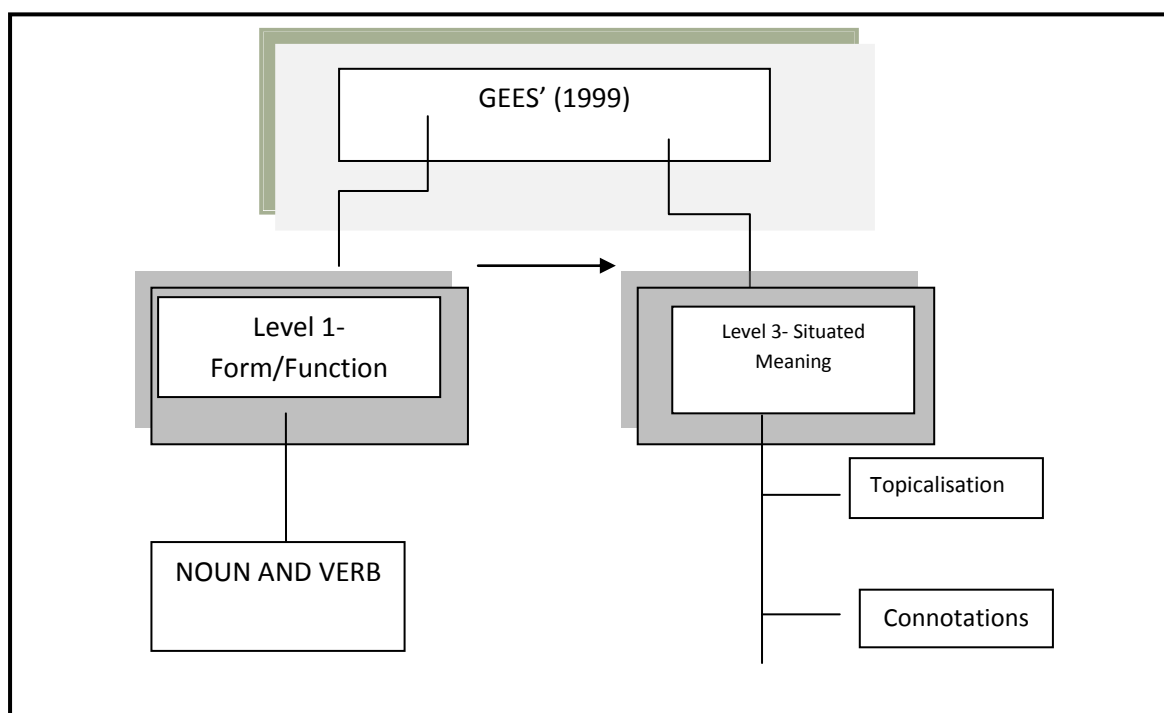 GEES’ (1999)
Level 1-
Form/Function
Level 3- Situated
Meaning
Topicalisation
NOUN AND VERB
Connotations